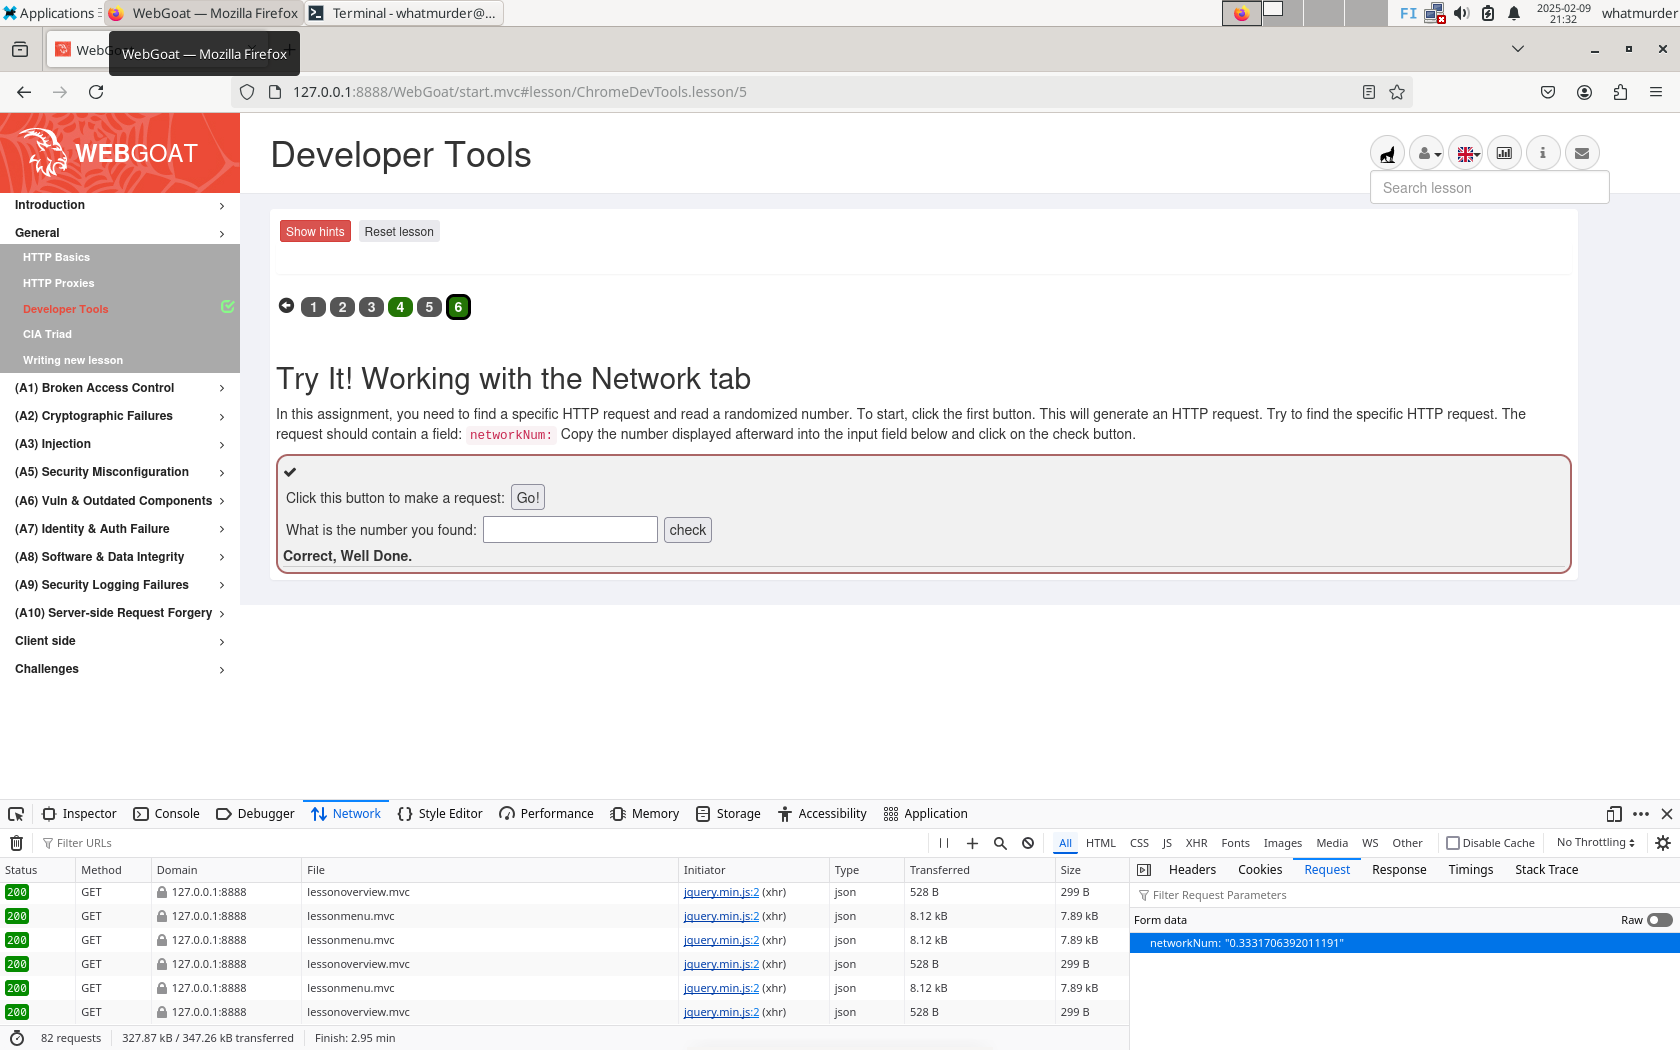 Applications
WebGoat — Mozilla Firefox
Terminal - whatmurder@...
FI
2025-02-09
21:32
whatmurder
WebGo
WebGoat — Mozilla Firefox
127.0.0.1:8888/WebGoat/start.mvc#lesson/ChromeDevTools.lesson/5
WEBGOAT
Developer Tools
Search lesson
Introduction
General
HTTP Basics
HTTP Proxies
Developer Tools
CIA Triad
Writing new lesson
(A1) Broken Access Control
(A2) Cryptographic Failures
(A3) Injection
(A5) Security Misconfiguration
(A6) Vuln & Outdated Components
(A7) Identity & Auth Failure
(A8) Software & Data Integrity
(A9) Security Logging Failures
(A10) Server-side Request Forgery
Client side
Challenges
Show hints Reset lesson
1 2 3 4 5 6
Try It! Working with the Network tab
In this assignment, you need to find a specific HTTP request and read a randomized number. To start, click the first button. This will generate an HTTP request. Try to find the specific HTTP request. The
request should contain a field: networkNum: Copy the number displayed afterward into the input field below and click on the check button.
Click this button to make a request: Go!
What is the number you found: check
Correct, Well Done.
Inspector Console Debugger Network Style Editor Performance Memory Storage Accessibility Application
Filter URLs All HTML CSS JS XHR Fonts Images Media WS Other Disable Cache No Throttling
Status Method Domain File Initiator Type Transferred Size
200 GET 127.0.0.1:8888 lessonoverview.mvc jquery.min.js:2 (xhr) json 528 B 299 B
200 GET 127.0.0.1:8888 lessonmenu.mvc jquery.min.js:2 (xhr) json 8.12 kB 7.89 kB
200 GET 127.0.0.1:8888 lessonmenu.mvc jquery.min.js:2 (xhr) json 8.12 kB 7.89 kB
200 GET 127.0.0.1:8888 lessonoverview.mvc jquery.min.js:2 (xhr) json 528 B 299 B
200 GET 127.0.0.1:8888 lessonmenu.mvc jquery.min.js:2 (xhr) json 8.12 kB 7.89 kB
200 GET 127.0.0.1:8888 lessonoverview.mvc jquery.min.js:2 (xhr) json 528 B 299 B
82 requests 327.87 kB / 347.26 kB transferred Finish: 2.95 min
Headers Cookies Request Response Timings Stack Trace
Filter Request Parameters
Form data Raw
networkNum: "0.3331706392011191"